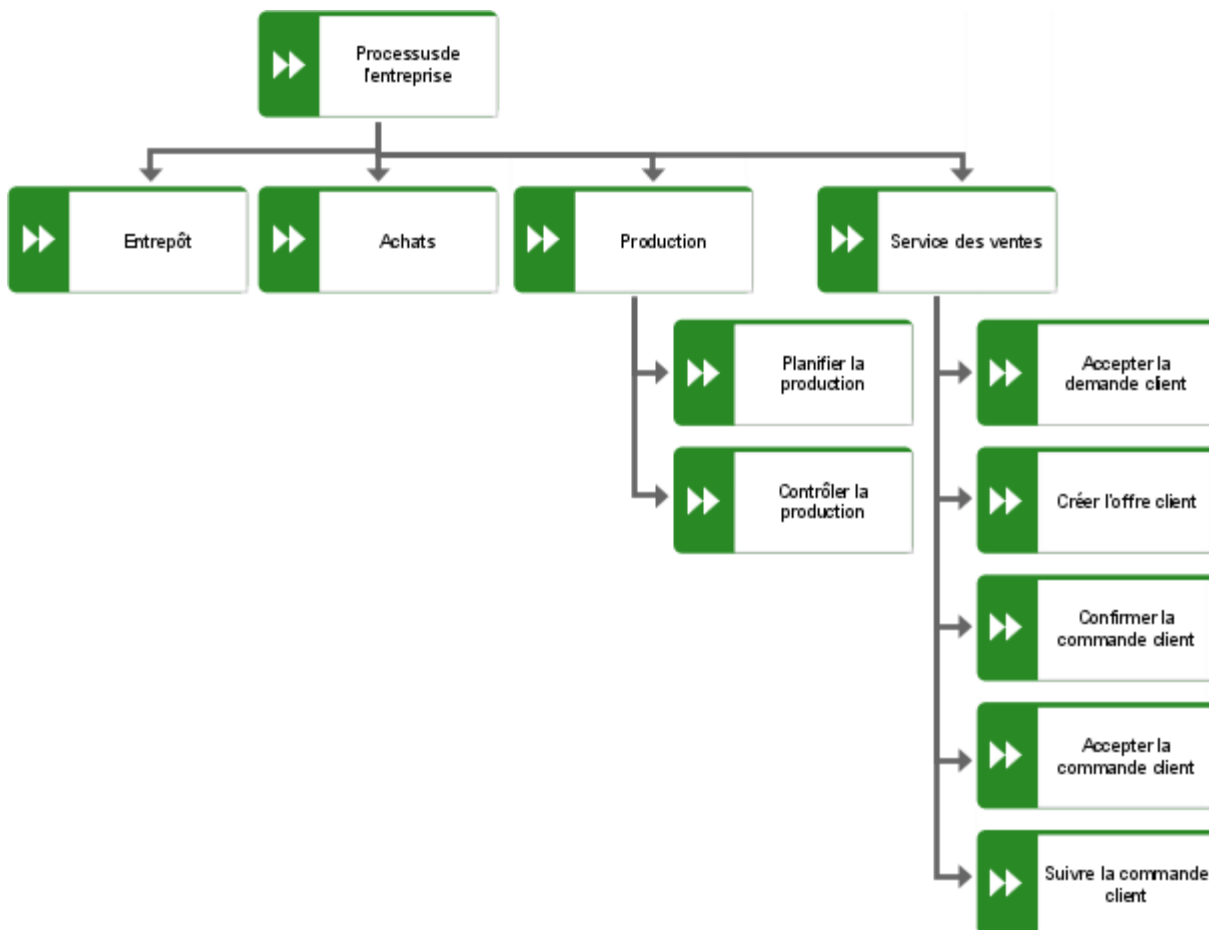 Processusde
l'entreprise
Entrepôt
Achats
Production
Service des ventes
Planifier la
production
Contrôler la
production
Accepter la
demande client
Créer l'offre client
Confirmer la
commande client
Accepter la
commande client
Suivre la commande
client